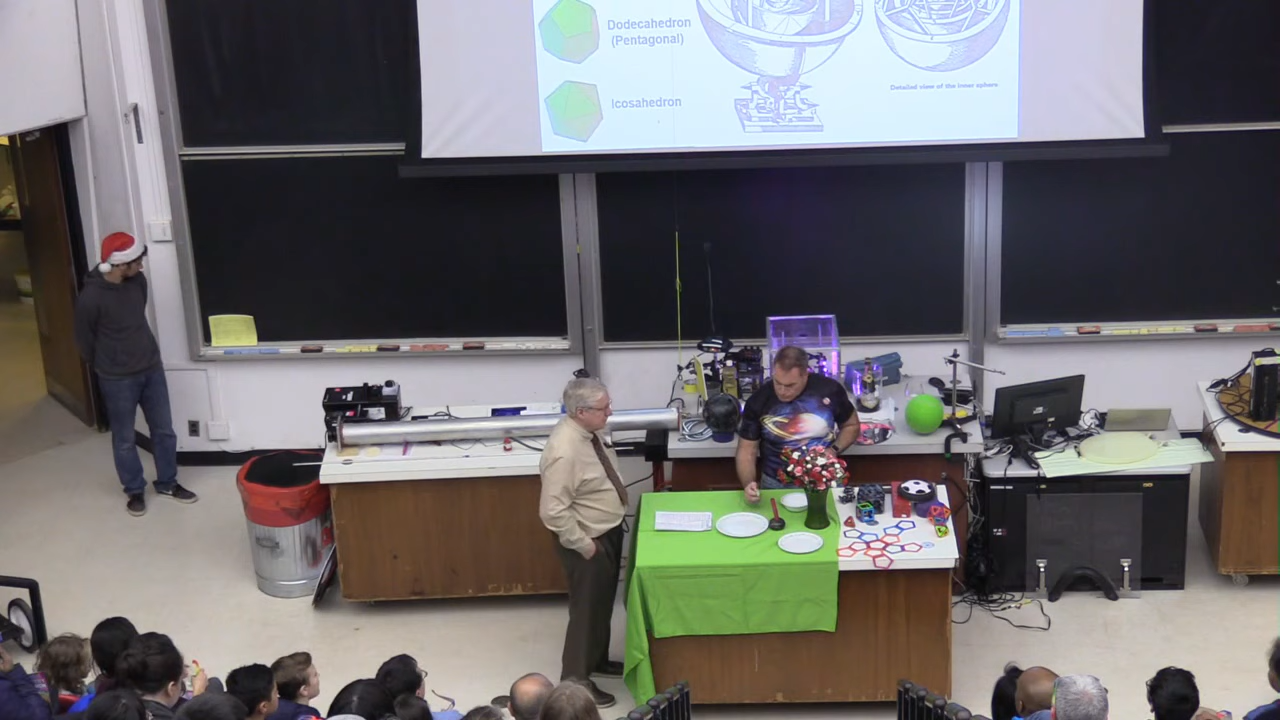 Dodecahedron
(Pentagonal)
Icosahedron
Detailed view of the inner sphere